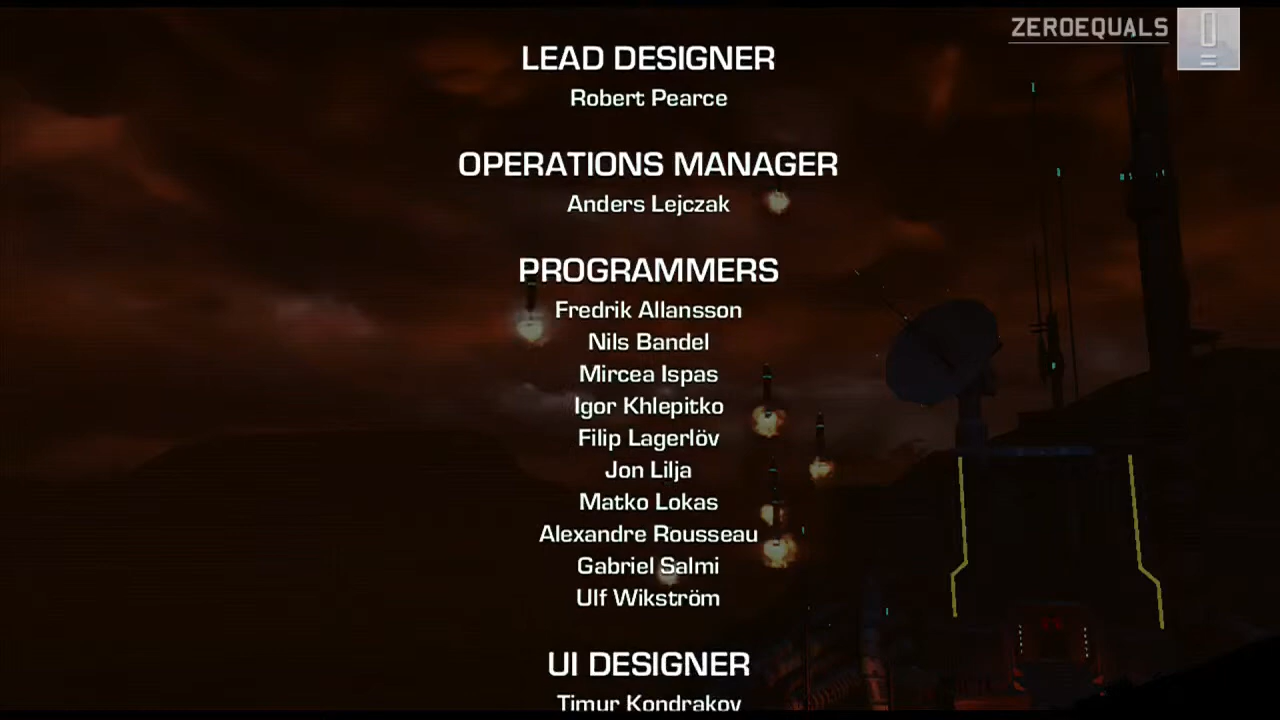 ZEROEQUALS
LEAD DESIGNER
Robert Pearce
OPERATIONS MANAGER
Anders Lejczak
PROGRAMMERS
Fredrik Allansson
Nils Bandel
Mircea Ispas
Igor Khlepitko
Filip Lagerlöv
Jon Lilja
Matko Lokas
Alexandre Rousseau
Gabriel Salmi
Ulf Wikström
UI DESIGNER
Timur Kondrakov